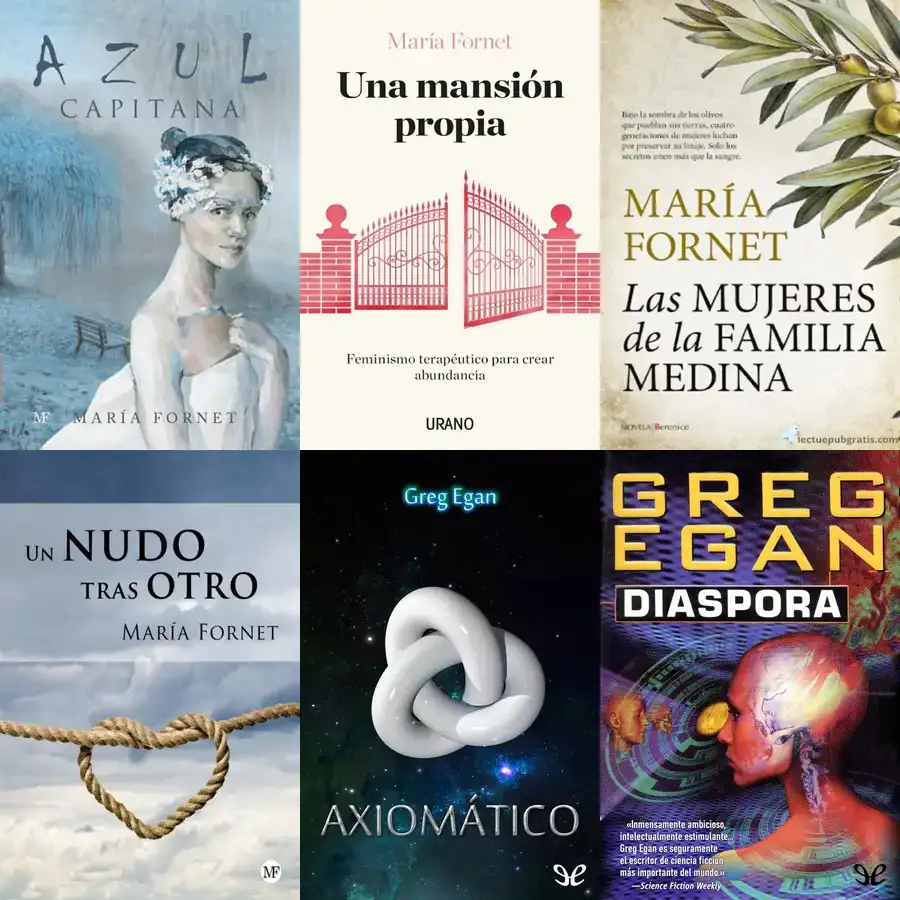 AZUL
CAPITANA
MF MARÍA FORNET
María Fornet
Una mansión
propia
Feminismo terapéutico para crear
abundancia
URANO
Bajo la sombra de los olivos
que pueblan sus tierras, cuatro
generaciones de mujeres luchan
por preservar su linaje. Solo los
secretos unen más que la sangre.
MARÍA
FORNET
Las MUJERES
de la FAMILIA
MEDINA
NOVELA Berenice
lectuepubgratis.com
UN NUDO
TRAS OTRO
MARÍA FORNET
MF
Greg Egan
AXIOMÁTICO
GREG
EGAN
DIASPORA
«Inmensamente ambicioso,
intelectualmente estimulante...
Greg Egan es seguramente
el escritor de ciencia ficción
más importante del mundo.»
—Science Fiction Weekly